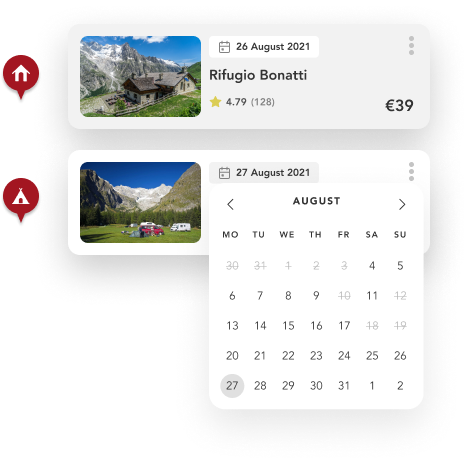 26 August 2021
Rifugio Bonatti
4.79 (128)
€39
27 August 2021
AUGUST
MO TU WE TH FR SA SU
30 31 1 2 3 4 5
6 7 8 9 10 11 12
13 14 15 16 17 18 19
20 21 22 23 24 25 26
27 28 29 30 31 1 2